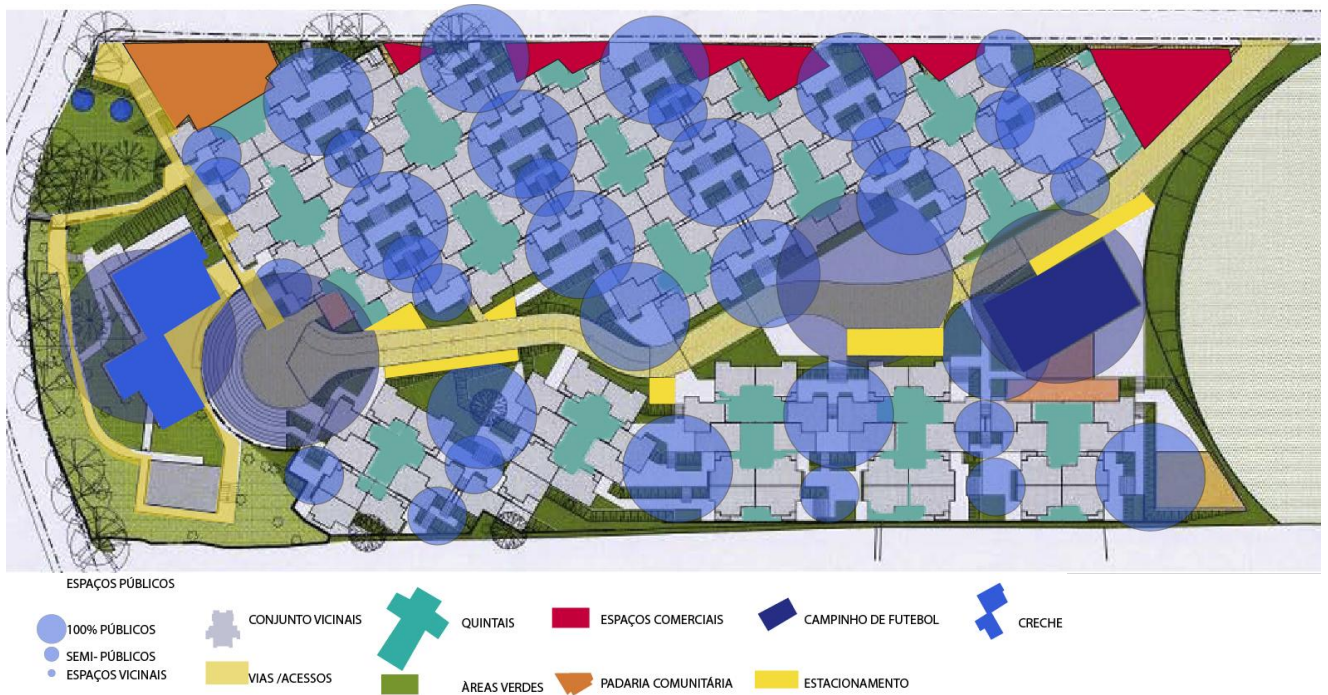 ESPAÇOS PÚBLICOS
100% PÚBLICOS
SEMI- PÚBLICOS
ESPAÇOS VICINAIS
CONJUNTO VICINAIS
VIAS /ACESSOS
QUINTAIS
ÀREAS VERDES
ESPAÇOS COMERCIAIS
PADARIA COMUNITÁRIA
CAMPINHO DE FUTEBOL
ESTACIONAMENTO
CRECHE